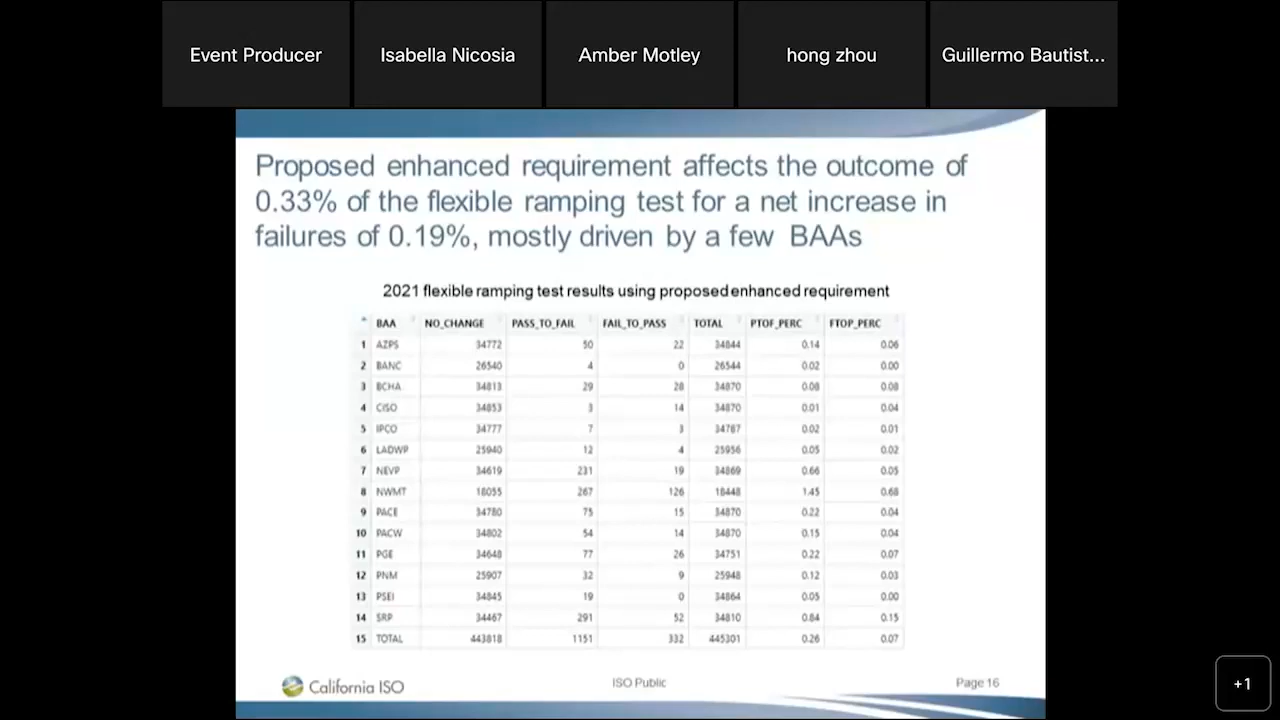 Event Producer
Isabella Nicosia
Amber Motley
hong zhou
Guillermo Bautist...
Proposed enhanced requirement affects the outcome of
0.33% of the flexible ramping test for a net increase in
failures of 0.19%, mostly driven by a few BAAs
2021 flexible ramping test results using proposed enhanced requirement
BAA NO_CHANGE PASS_TO_FAIL FAIL_TO_PASS TOTAL PTOF_PERC FTOP_PERC
1 AZPS 34772 50 22 34844 0.14 0.06
2 BANC 26540 4 0 26544 0.02 0.00
3 BCHA 34813 29 28 34870 0.08 0.08
4 CISO 34853 3 14 34870 0.01 0.04
5 IPCO 34777 7 3 34787 0.02 0.01
6 LADWP 25940 12 4 25956 0.05 0.02
7 NEVP 34619 231 19 34869 0.66 0.05
8 NWMT 18055 267 126 18448 1.45 0.68
9 PACE 34780 75 15 34870 0.22 0.04
10 PACW 34802 54 14 34870 0.15 0.04
11 PGE 34648 77 26 34751 0.22 0.07
12 PNM 25907 32 9 25948 0.12 0.03
13 PSEI 34845 19 0 34864 0.05 0.00
14 SRP 34467 291 52 34810 0.84 0.15
15 TOTAL 443818 1151 332 445301 0.26 0.07
California ISO
ISO Public
Page 16
+1